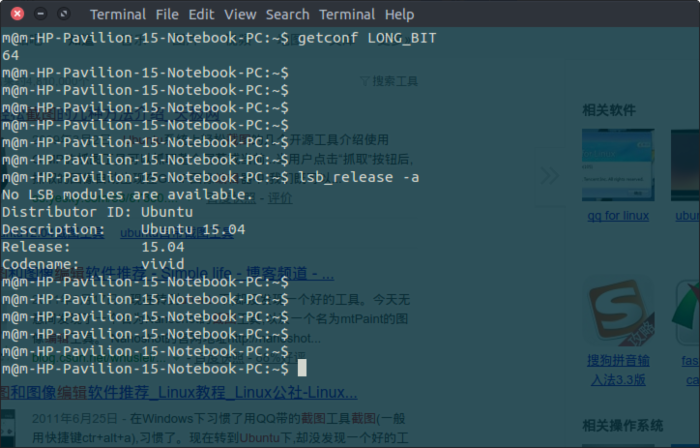 Terminal File Edit View Search Terminal Help
m@m-HP-Pavilion-15-Notebook-PC:~$ getconf LONG_BIT
64
m@m-HP-Pavilion-15-Notebook-PC:~$
m@m-HP-Pavilion-15-Notebook-PC:~$
m@m-HP-Pavilion-15-Notebook-PC:~$
m@m-HP-Pavilion-15-Notebook-PC:~$
m@m-HP-Pavilion-15-Notebook-PC:~$
m@m-HP-Pavilion-15-Notebook-PC:~$
m@m-HP-Pavilion-15-Notebook-PC:~$ lsb_release -a
No LSB modules are available.
Distributor ID: Ubuntu
Description: Ubuntu 15.04
Release: 15.04
Codename: vivid
m@m-HP-Pavilion-15-Notebook-PC:~$
m@m-HP-Pavilion-15-Notebook-PC:~$
m@m-HP-Pavilion-15-Notebook-PC:~$
m@m-HP-Pavilion-15-Notebook-PC:~$
m@m-HP-Pavilion-15-Notebook-PC:~$
m@m-HP-Pavilion-15-Notebook-PC:~$
搜索工具
开源工具介绍使用
用户点击"抓取"按钮后,
评价
和图像编辑软件推荐 - Simple life - 博客频道 - ...
一个好的工具。今天无
一个名为mtPaint的图
和图像编辑软件推荐_Linux教程_Linux公社-Linux...
2011年6月25日 - 在Windows下习惯了用QQ带的截图工具截图(一般
用快捷键ctr+alt+a),习惯了。现在转到Ubuntu下,却没发现一个好的工
相关软件
qq for linux
ubun
搜狗拼音输
入法3.3版
fas
ca
相关操作系统